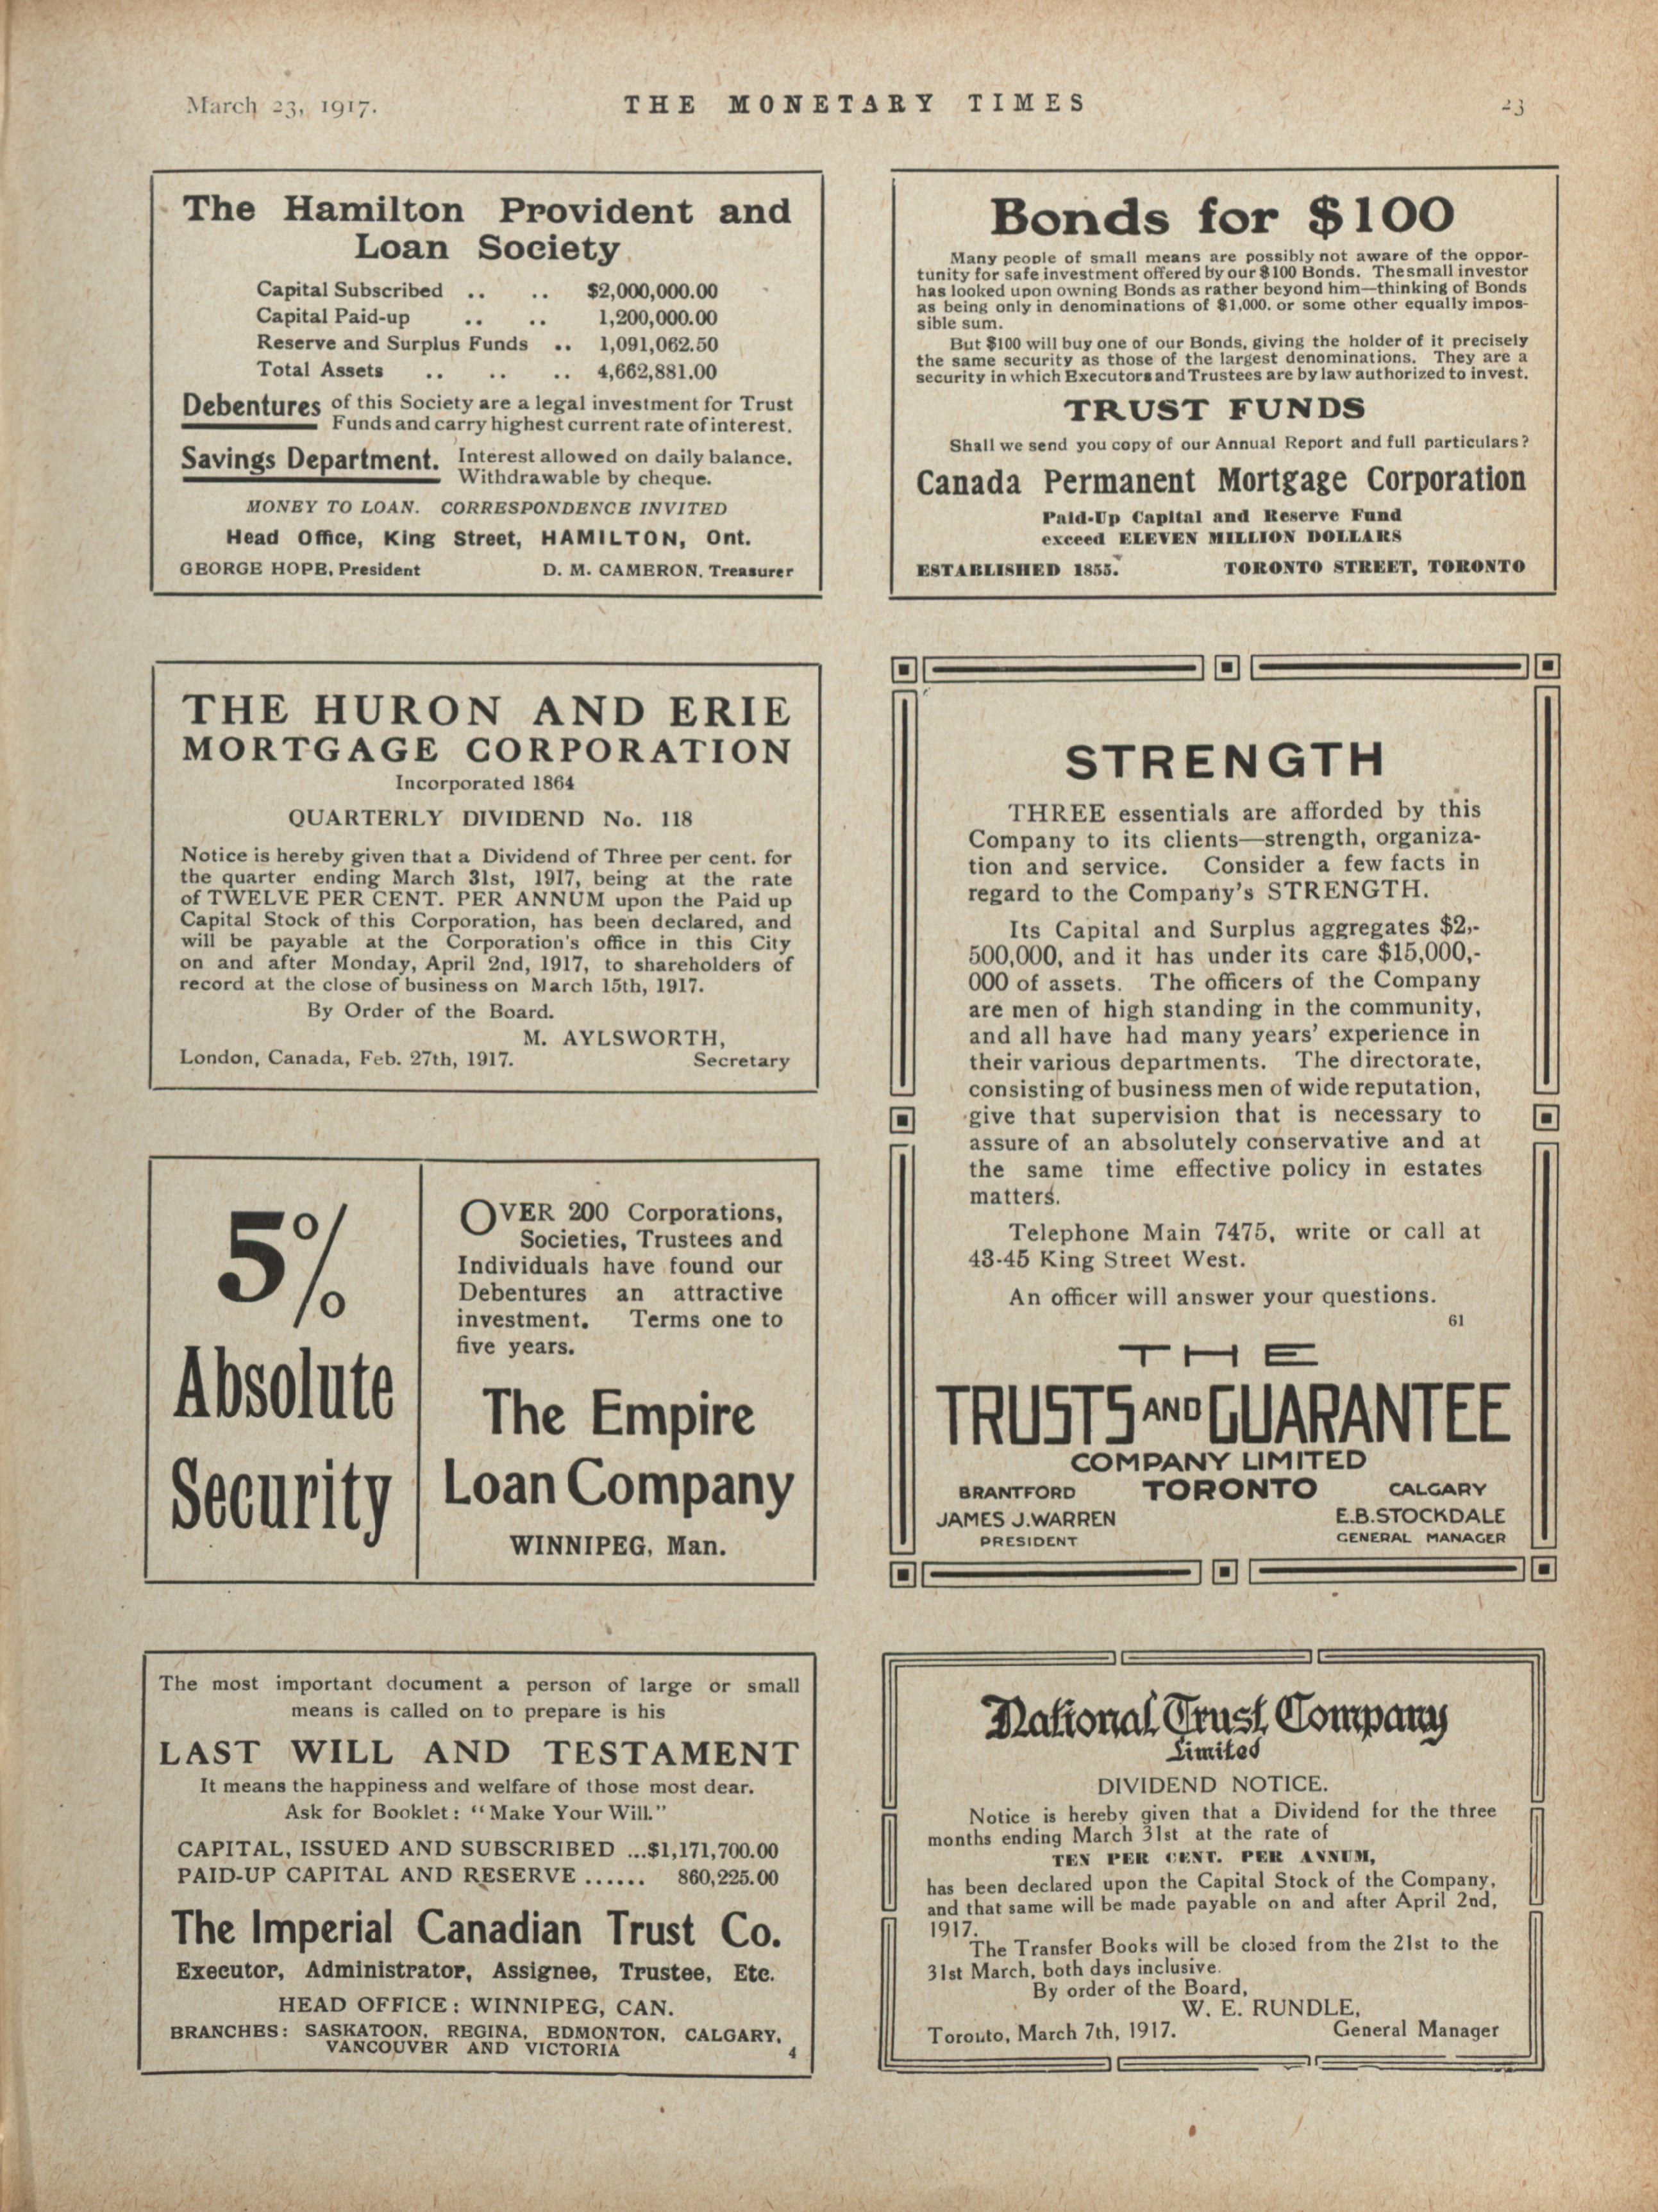 March 23, 1917.
THE MONETARY TIMES
23
The Hamilton Provident and
Loan Society
Capital Subscribed .. .. $2,000,000.00
Capital Paid-up .. .. 1,200,000.00
Reserve and Surplus Funds .. 1,091,062.50
Total Assets .. .. .. 4,662,881.00
Debentures of this Society are a legal investment for Trust
Funds and carry highest current rate of interest.
Savings Department. Interest allowed on daily balance.
Withdrawable by cheque.
MONEY TO LOAN. CORRESPONDENCE INVITED
Head Office, King Street, HAMILTON, Ont.
GEORGE HOPE, President D. M. CAMERON, Treasurer
THE HURON AND ERIE
MORTGAGE CORPORATION
Incorporated 1864
QUARTERLY DIVIDEND No. 118
Notice is hereby given that a Dividend of Three per cent. for
the quarter ending March 31st, 1917, being at the rate
of TWELVE PER CENT. PER ANNUM upon the Paid up
Capital Stock of this Corporation, has been declared, and
will be payable at the Corporation's office in this City
on and after Monday, April 2nd, 1917, to shareholders of
record at the close of business on March 15th, 1917.
By Order of the Board.
M. AYLSWORTH,
London, Canada, Feb. 27th, 1917. Secretary
5%
Absolute
Security
OVER 200 Corporations,
Societies, Trustees and
Individuals have found our
Debentures an attractive
investment. Terms one to
five years.
The Empire
Loan Company
WINNIPEG, Man.
The most important document a person of large or small
means is called on to prepare is his
LAST WILL AND TESTAMENT
It means the happiness and welfare of those most dear.
Ask for Booklet: "Make Your Will."
CAPITAL, ISSUED AND SUBSCRIBED ...$1,171,700.00
PAID-UP CAPITAL AND RESERVE ...... 860,225.00
The Imperial Canadian Trust Co.
Executor, Administrator, Assignee, Trustee, Etc.
HEAD OFFICE: WINNIPEG, CAN.
BRANCHES: SASKATOON, REGINA, EDMONTON, CALGARY,
VANCOUVER AND VICTORIA 4
Bonds for $100
Many people of small means are possibly not aware of the oppor-
tunity for safe investment offered by our $100 Bonds. The small investor
has looked upon owning Bonds as rather beyond him—thinking of Bonds
as being only in denominations of $1,000, or some other equally impos-
sible sum.
But $100 will buy one of our Bonds, giving the holder of it precisely
the same security as those of the largest denominations. They are a
security in which Executors and Trustees are by law authorized to invest.
TRUST FUNDS
Shall we send you copy of our Annual Report and full particulars?
Canada Permanent Mortgage Corporation
Paid-Up Capital and Reserve Fund
exceed ELEVEN MILLION DOLLARS
ESTABLISHED 1855. TORONTO STREET, TORONTO
STRENGTH
THREE essentials are afforded by this
Company to its clients—strength, organiza-
tion and service. Consider a few facts in
regard to the Company's STRENGTH.
Its Capital and Surplus aggregates $2,-
500,000, and it has under its care $15,000,-
000 of assets. The officers of the Company
are men of high standing in the community,
and all have had many years' experience in
their various departments. The directorate,
consisting of business men of wide reputation,
give that supervision that is necessary to
assure of an absolutely conservative and at
the same time effective policy in estates
matters.
Telephone Main 7475, write or call at
43-45 King Street West.
An officer will answer your questions.
61
THE
TRUSTS AND GUARANTEE
COMPANY LIMITED
BRANTFORD TORONTO CALGARY
JAMES J. WARREN E. B. STOCKDALE
PRESIDENT GENERAL MANAGER
National Trust Company
Limited
DIVIDEND NOTICE.
Notice is hereby given that a Dividend for the three
months ending March 31st at the rate of
TEN PER CENT. PER ANNUM,
has been declared upon the Capital Stock of the Company,
and that same will be made payable on and after April 2nd,
1917.
The Transfer Books will be closed from the 21st to the
31st March, both days inclusive.
By order of the Board,
W. E. RUNDLE,
Toronto, March 7th, 1917. General Manager